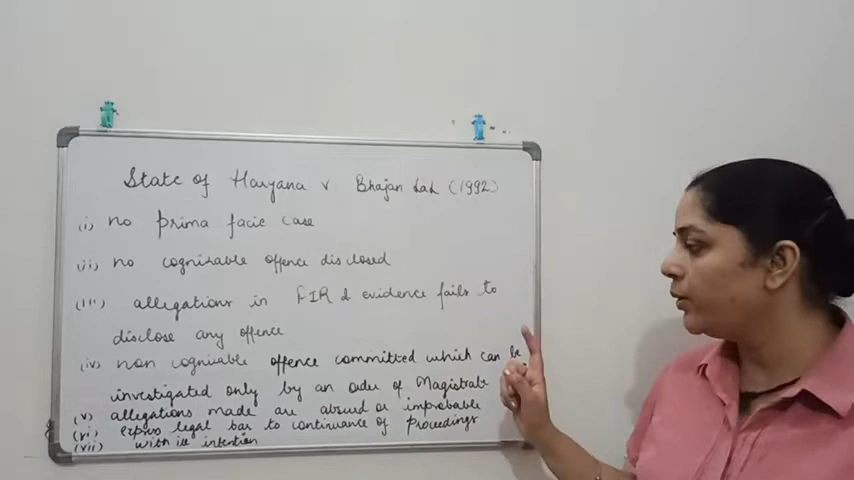 State of Haryana v Bhajan Lal (1992)
(i) no prima facie case
(ii) no cognizable offence disclosed
(iii) allegations in FIR & evidence fails to
disclose any offence
(iv) non cognizable offence committed which can be
investigated only by an order of Magistrate
(v) allegations made are absurd or improbable
(vi) express legal bar to continuance of Proceedings
(vii) with ill intention